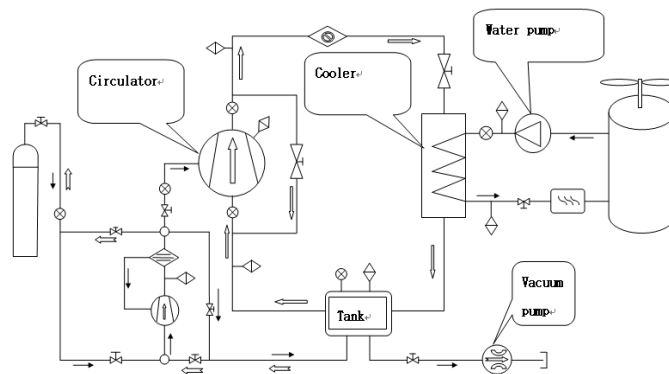 Water pump
Circulator
Cooler
Vacuum
pump
Tank